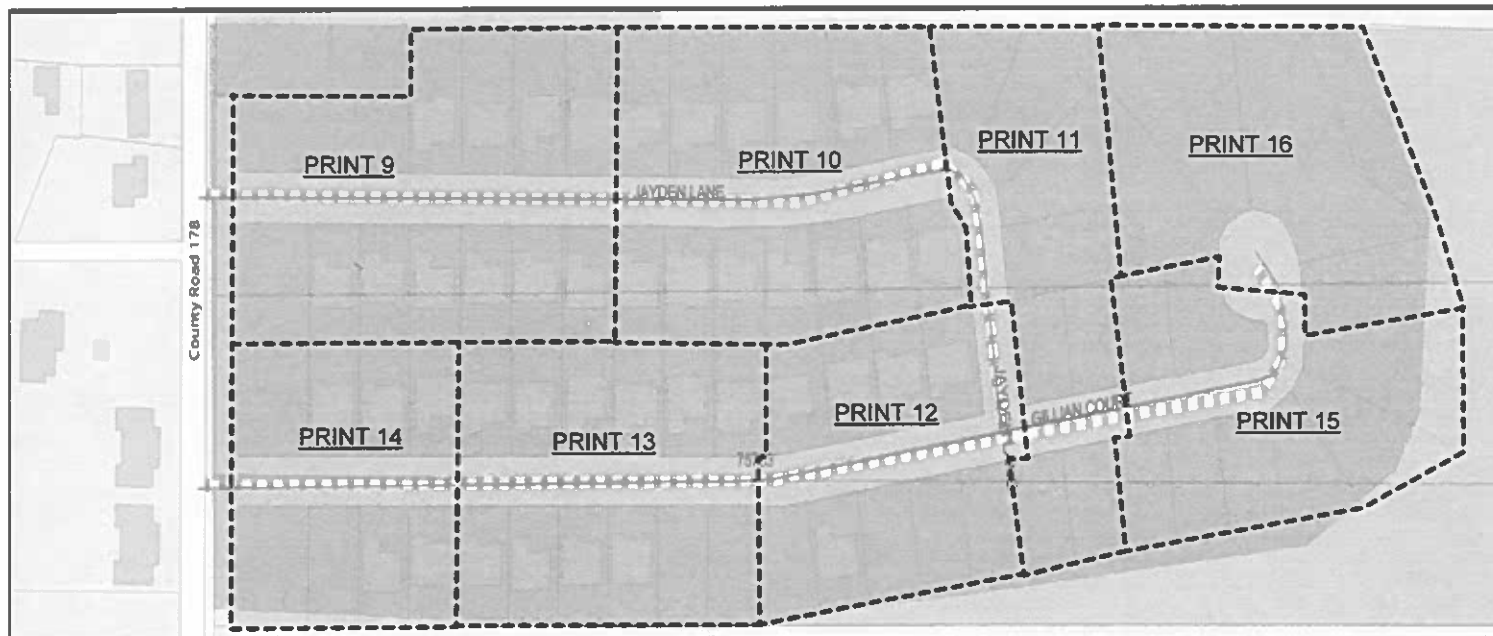 PRINT 9
PRINT 10
PRINT 11
PRINT 16
JAYDEN LANE
County Road 178
PRINT 12
PRINT 13
PRINT 14
PRINT 15
GILLIAN COURT